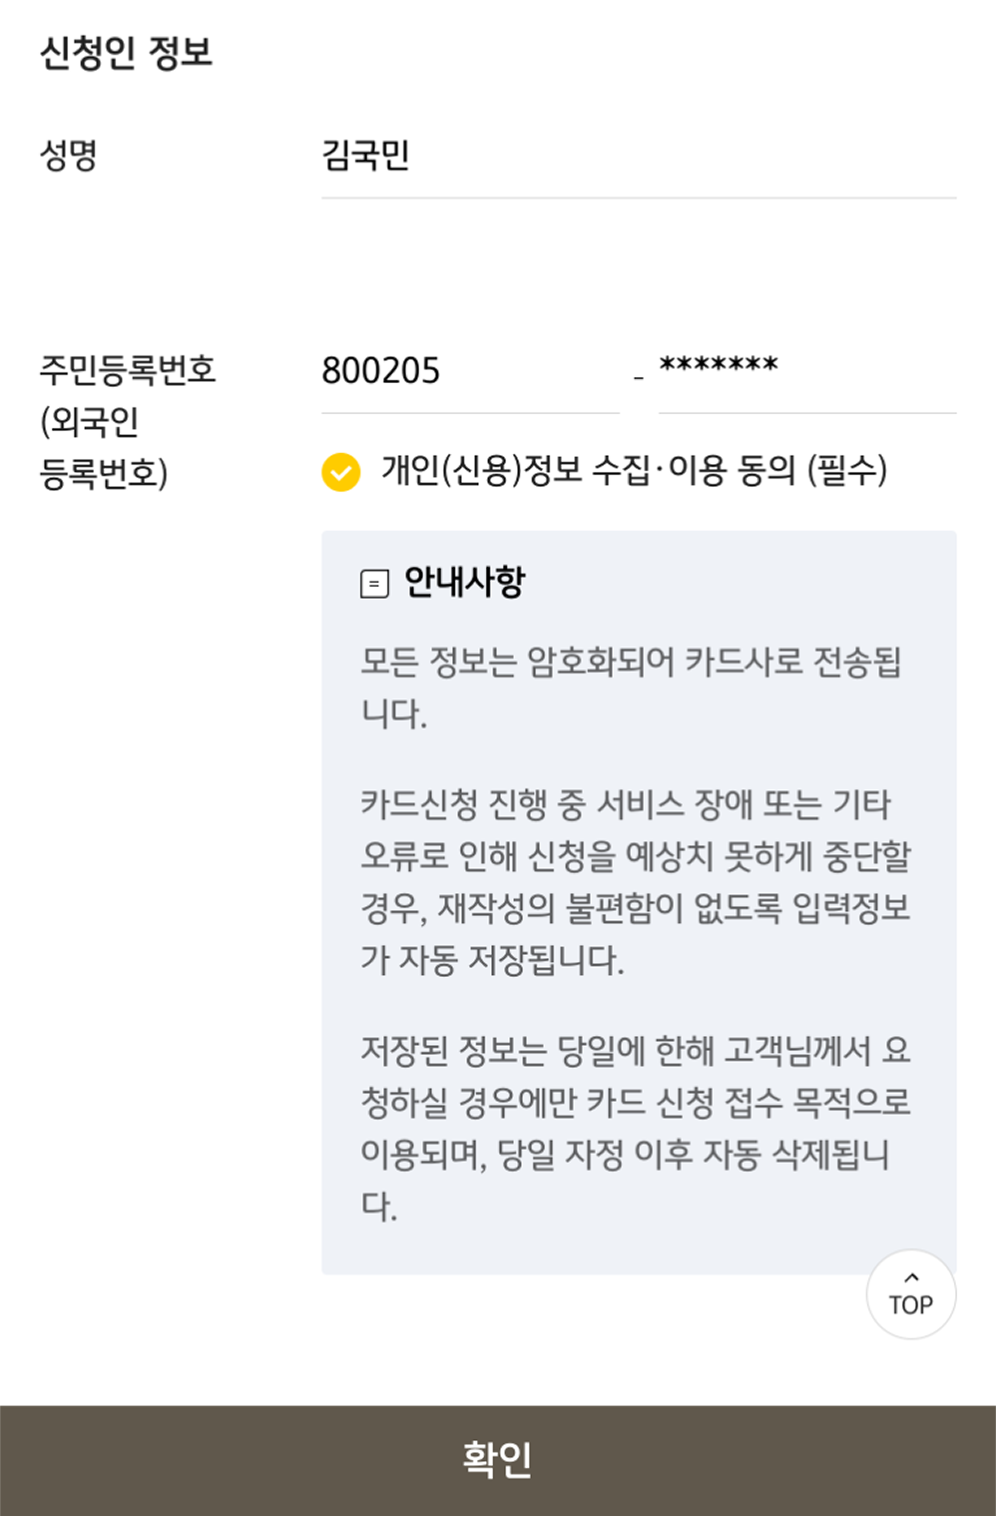 신청인 정보
성명
김국민
주민등록번호
(외국인
등록번호)
800205 - *******
개인(신용)정보 수집·이용 동의 (필수)
안내사항
모든 정보는 암호화되어 카드사로 전송됩
니다.
카드신청 진행 중 서비스 장애 또는 기타
오류로 인해 신청을 예상치 못하게 중단할
경우, 재작성의 불편함이 없도록 입력정보
가 자동 저장됩니다.
저장된 정보는 당일에 한해 고객님께서 요
청하실 경우에만 카드 신청 접수 목적으로
이용되며, 당일 자정 이후 자동 삭제됩니
다.
TOP
확인